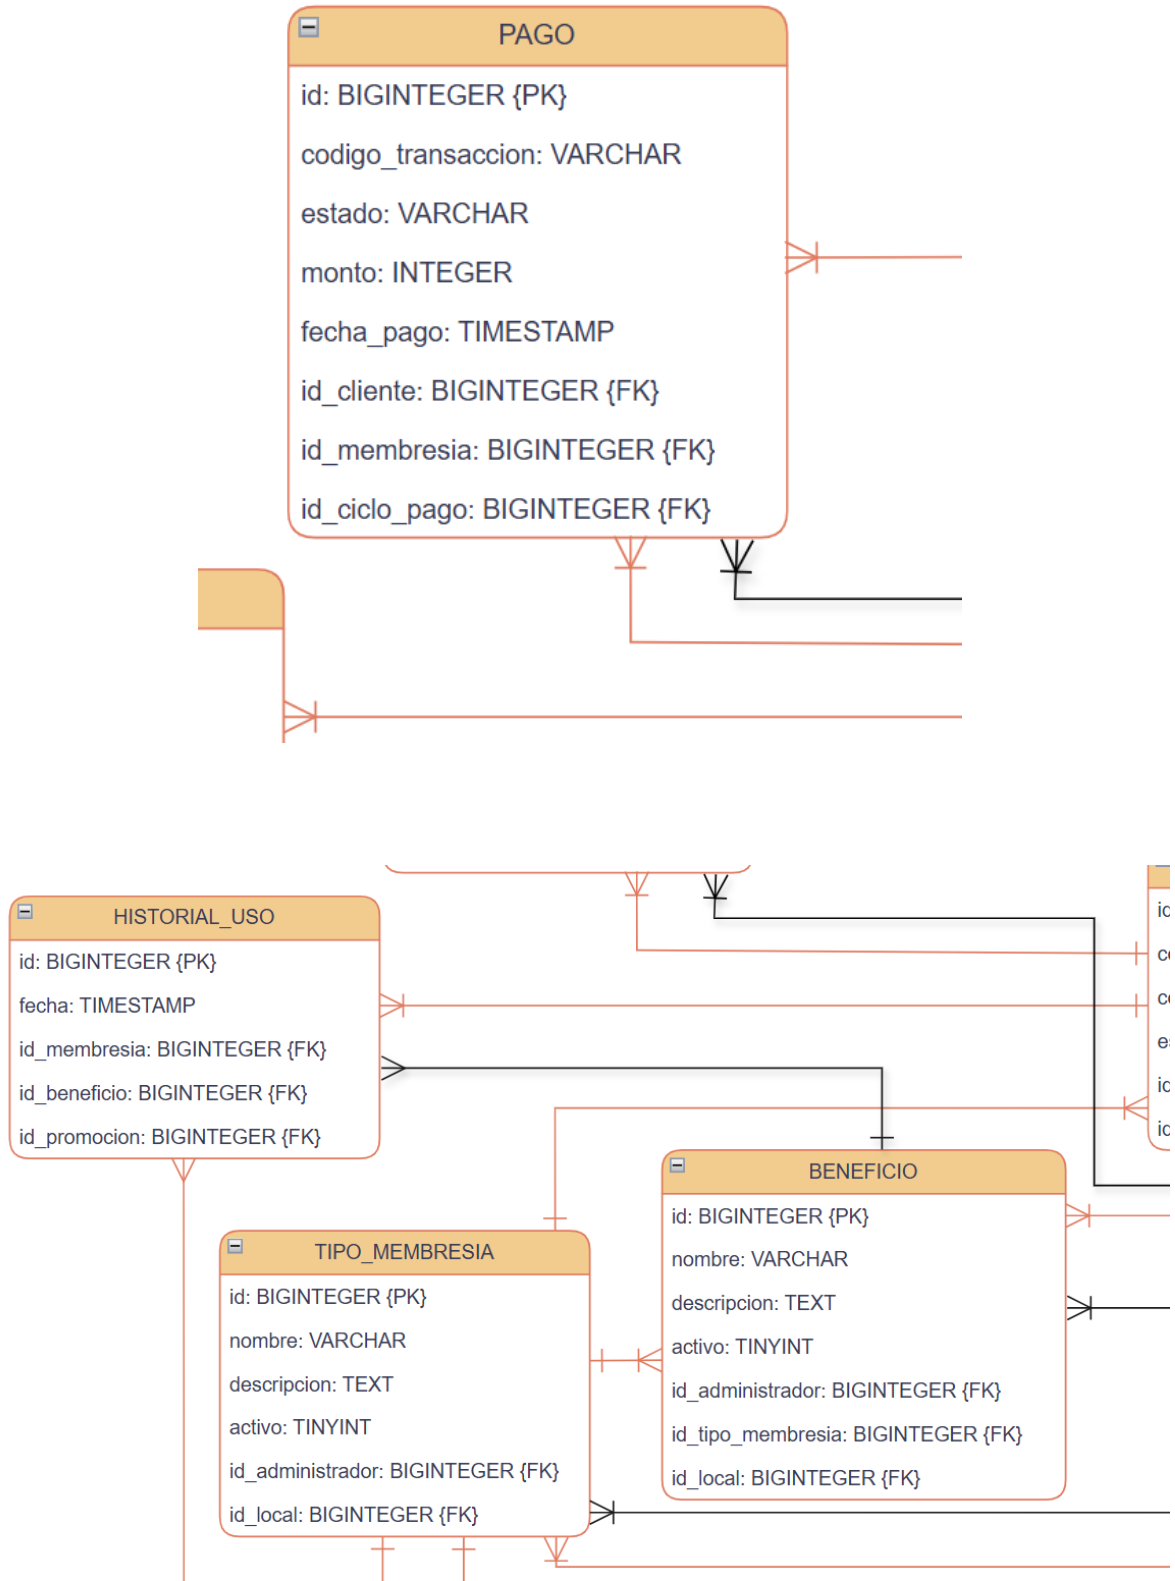 PAGO
id: BIGINTEGER {PK}
codigo_transaccion: VARCHAR
estado: VARCHAR
monto: INTEGER
fecha_pago: TIMESTAMP
id_cliente: BIGINTEGER {FK}
id_membresia: BIGINTEGER {FK}
id_ciclo_pago: BIGINTEGER {FK}
HISTORIAL_USO
id: BIGINTEGER {PK}
fecha: TIMESTAMP
id_membresia: BIGINTEGER {FK}
id_beneficio: BIGINTEGER {FK}
id_promocion: BIGINTEGER {FK}
TIPO_MEMBRESIA
id: BIGINTEGER {PK}
nombre: VARCHAR
descripcion: TEXT
activo: TINYINT
id_administrador: BIGINTEGER {FK}
id_local: BIGINTEGER {FK}
BENEFICIO
id: BIGINTEGER {PK}
nombre: VARCHAR
descripcion: TEXT
activo: TINYINT
id_administrador: BIGINTEGER {FK}
id_tipo_membresia: BIGINTEGER {FK}
id_local: BIGINTEGER {FK}